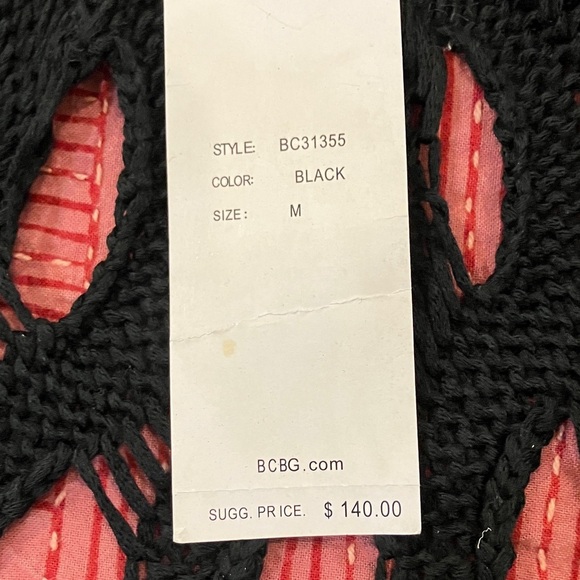 STYLE: BC31355
COLOR: BLACK
SIZE: M
BCBG.com
SUGG. PRICE. $ 140.00